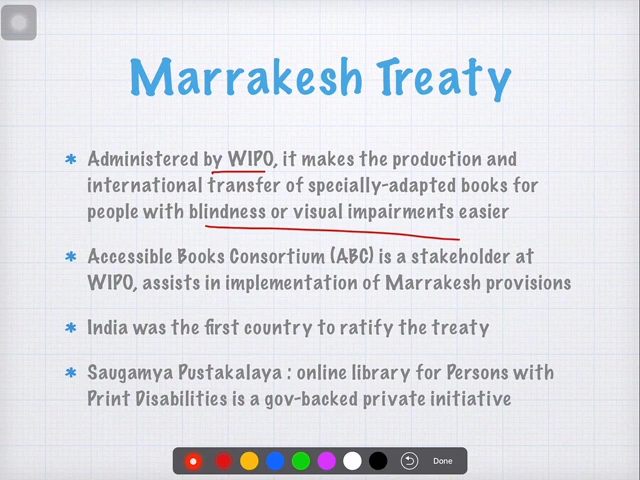 Marrakesh Treaty
* Administered by WIPO, it makes the production and
international transfer of specially-adapted books for
people with blindness or visual impairments easier
* Accessible Books Consortium (ABC) is a stakeholder at
WIPO, assists in implementation of Marrakesh provisions
* India was the first country to ratify the treaty
* Saugamya Pustakalaya : online library for Persons with
Print Disabilities is a gov-backed private initiative
Done